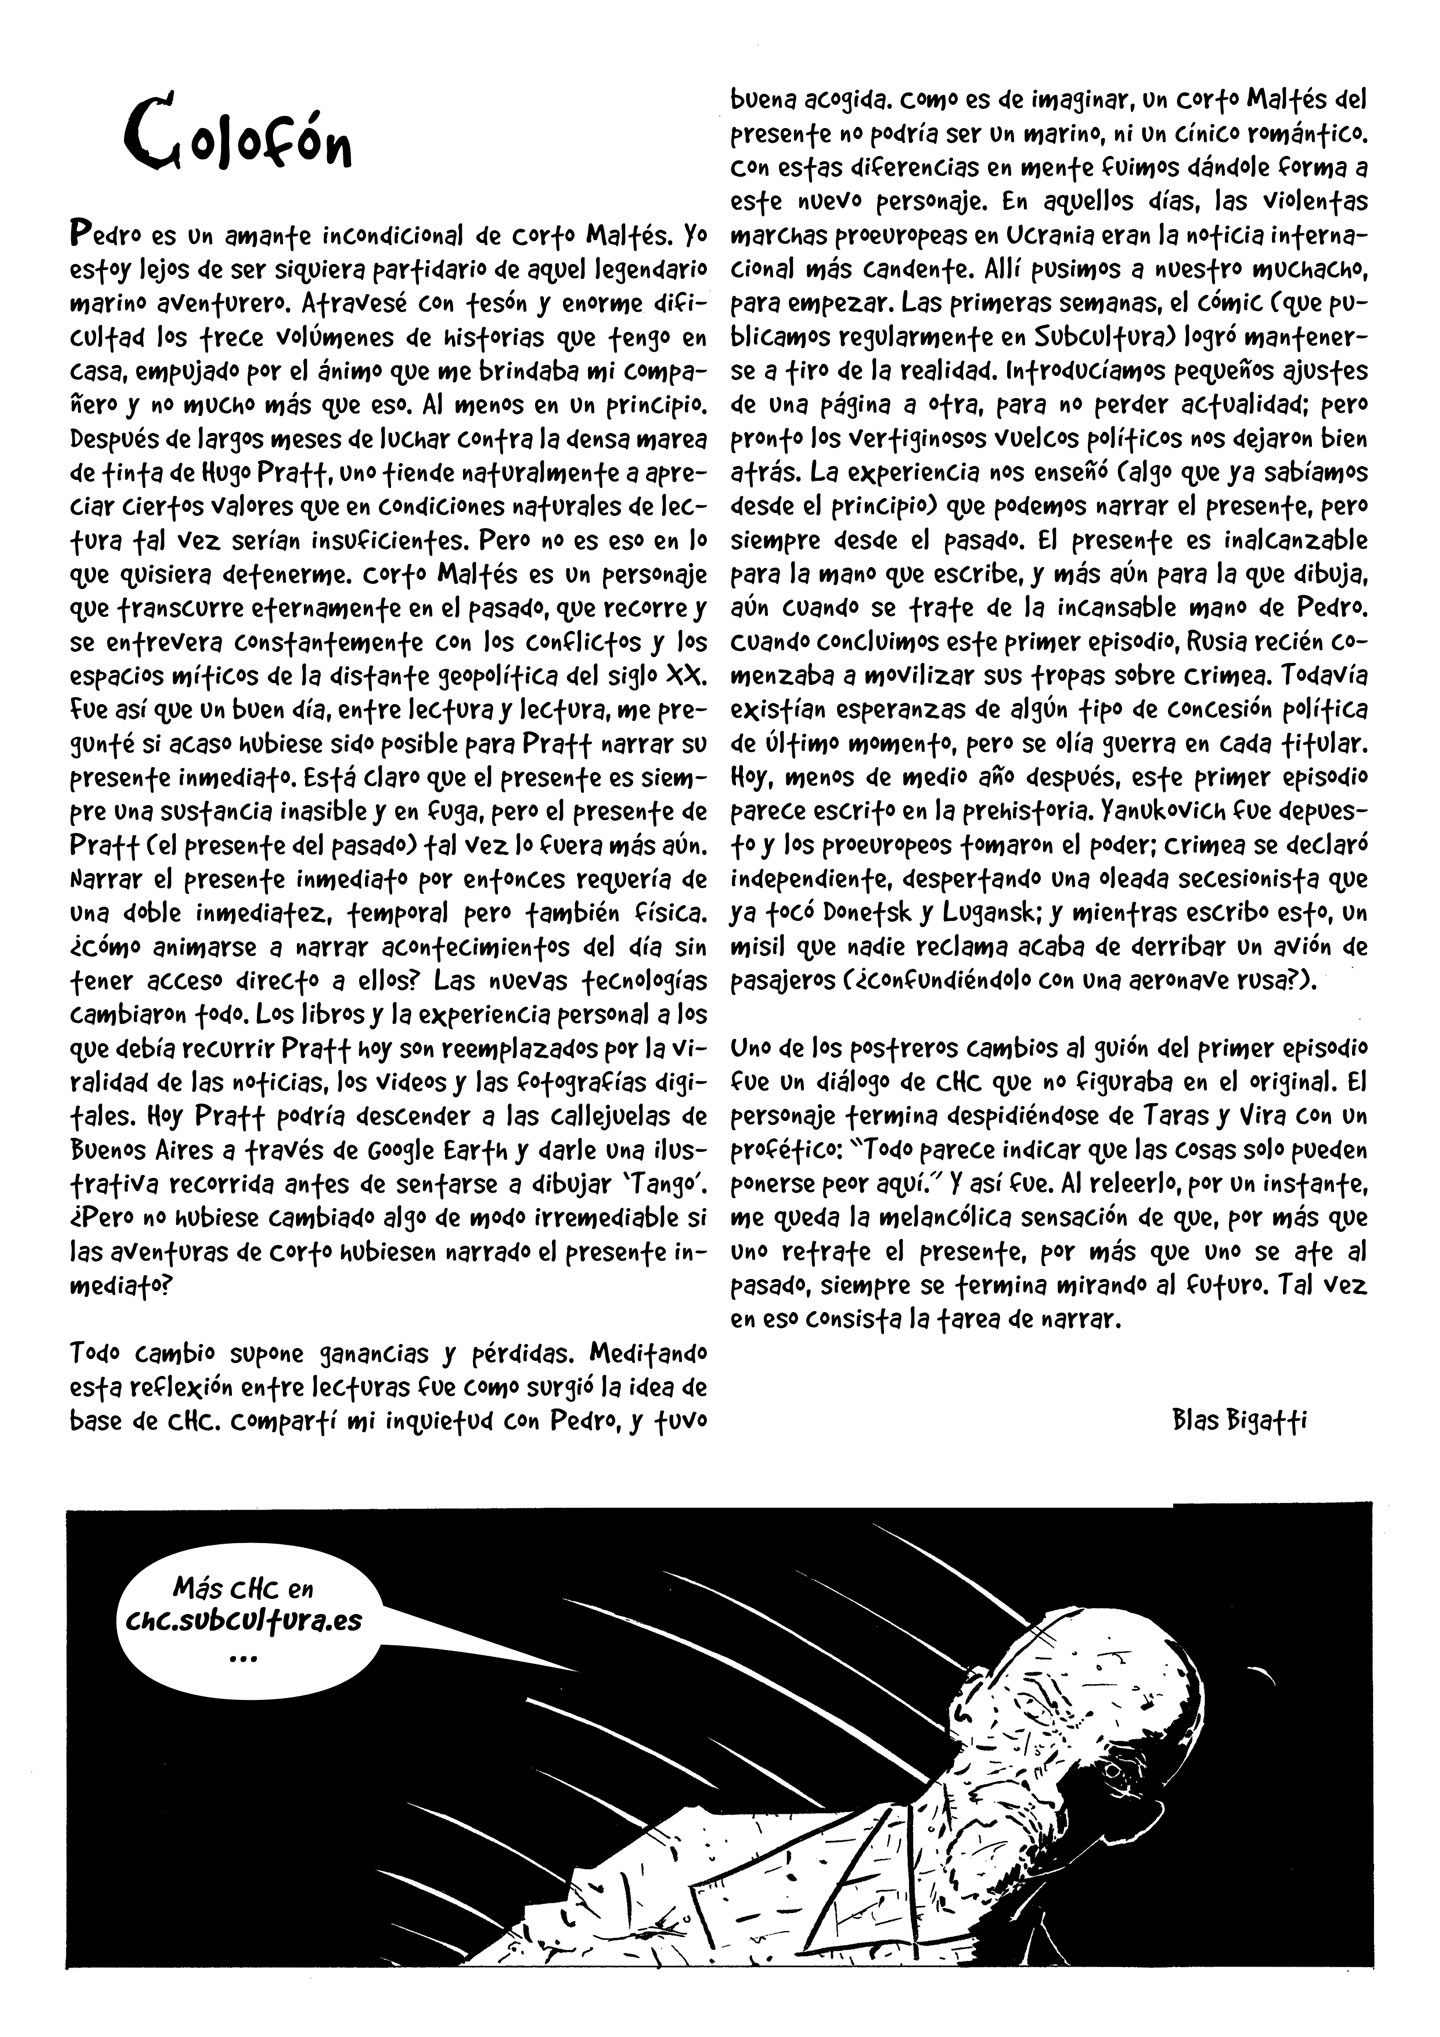 Colofón
Pedro es un amante incondicional de Corto Maltés. Yo
estoy lejos de ser siquiera partidario de aquel legendario
marino aventurero. Atravesé con tesón y enorme difi-
cultad los trece volúmenes de historias que tengo en
casa, empujado por el ánimo que me brindaba mi compa-
ñero y no mucho más que eso. Al menos en un principio.
Después de largos meses de luchar contra la densa marea
de tinta de Hugo Pratt, uno tiende naturalmente a apre-
ciar ciertos valores que en condiciones naturales de lec-
tura tal vez serían insuficientes. Pero no es eso en lo
que quisiera detenerme. Corto Maltés es un personaje
que transcurre eternamente en el pasado, que recorre y
se entrevera constantemente con los conflictos y los
espacios míticos de la distante geopolítica del siglo XX.
Fue así que un buen día, entre lectura y lectura, me pre-
gunté si acaso hubiese sido posible para Pratt narrar su
presente inmediato. Está claro que el presente es siem-
pre una sustancia inasible y en fuga, pero el presente de
Pratt (el presente del pasado) tal vez lo fuera más aún.
Narrar el presente inmediato por entonces requería de
una doble inmediatez, temporal pero también física.
¿Cómo animarse a narrar acontecimientos del día sin
tener acceso directo a ellos? Las nuevas tecnologías
cambiaron todo. Los libros y la experiencia personal a los
que debía recurrir Pratt hoy son reemplazados por la vi-
ralidad de las noticias, los videos y las fotografías digi-
tales. Hoy Pratt podría descender a las callejuelas de
Buenos Aires a través de Google Earth y darle una ilus-
trativa recorrida antes de sentarse a dibujar ‘Tango’.
¿Pero no hubiese cambiado algo de modo irremediable si
las aventuras de Corto hubiesen narrado el presente in-
mediato?
Todo cambio supone ganancias y pérdidas. Meditando
esta reflexión entre lecturas fue como surgió la idea de
base de CHC. Compartí mi inquietud con Pedro, y tuvo
buena acogida. Como es de imaginar, un Corto Maltés del
presente no podría ser un marino, ni un cínico romántico.
Con estas diferencias en mente fuimos dándole forma a
este nuevo personaje. En aquellos días, las violentas
marchas proeuropeas en Ucrania eran la noticia interna-
cional más candente. Allí pusimos a nuestro muchacho,
para empezar. Las primeras semanas, el cómic (que pu-
blicamos regularmente en Subcultura) logró mantener-
se a tiro de la realidad. Introducíamos pequeños ajustes
de una página a otra, para no perder actualidad; pero
pronto los vertiginosos vuelcos políticos nos dejaron bien
atrás. La experiencia nos enseñó (algo que ya sabíamos
desde el principio) que podemos narrar el presente, pero
siempre desde el pasado. El presente es inalcanzable
para la mano que escribe, y más aún para la que dibuja,
aún cuando se trate de la incansable mano de Pedro.
Cuando concluimos este primer episodio, Rusia recién co-
menzaba a movilizar sus tropas sobre Crimea. Todavía
existían esperanzas de algún tipo de concesión política
de último momento, pero se olía guerra en cada titular.
Hoy, menos de medio año después, este primer episodio
parece escrito en la prehistoria. Yanukovich fue depues-
to y los proeuropeos tomaron el poder; Crimea se declaró
independiente, despertando una oleada secesionista que
ya tocó Donetsk y Lugansk; y mientras escribo esto, un
misil que nadie reclama acaba de derribar un avión de
pasajeros (¿confundiéndolo con una aeronave rusa?).
Uno de los postreros cambios al guión del primer episodio
fue un diálogo de CHC que no figuraba en el original. El
personaje termina despidiéndose de Taras y Vira con un
profético: “Todo parece indicar que las cosas solo pueden
ponerse peor aquí.” Y así fue. Al releerlo, por un instante,
me queda la melancólica sensación de que, por más que
uno retrate el presente, por más que uno se ate al
pasado, siempre se termina mirando al futuro. Tal vez
en eso consista la tarea de narrar.
Blas Bigatti
Más CHC en
chc.subcultura.es
...